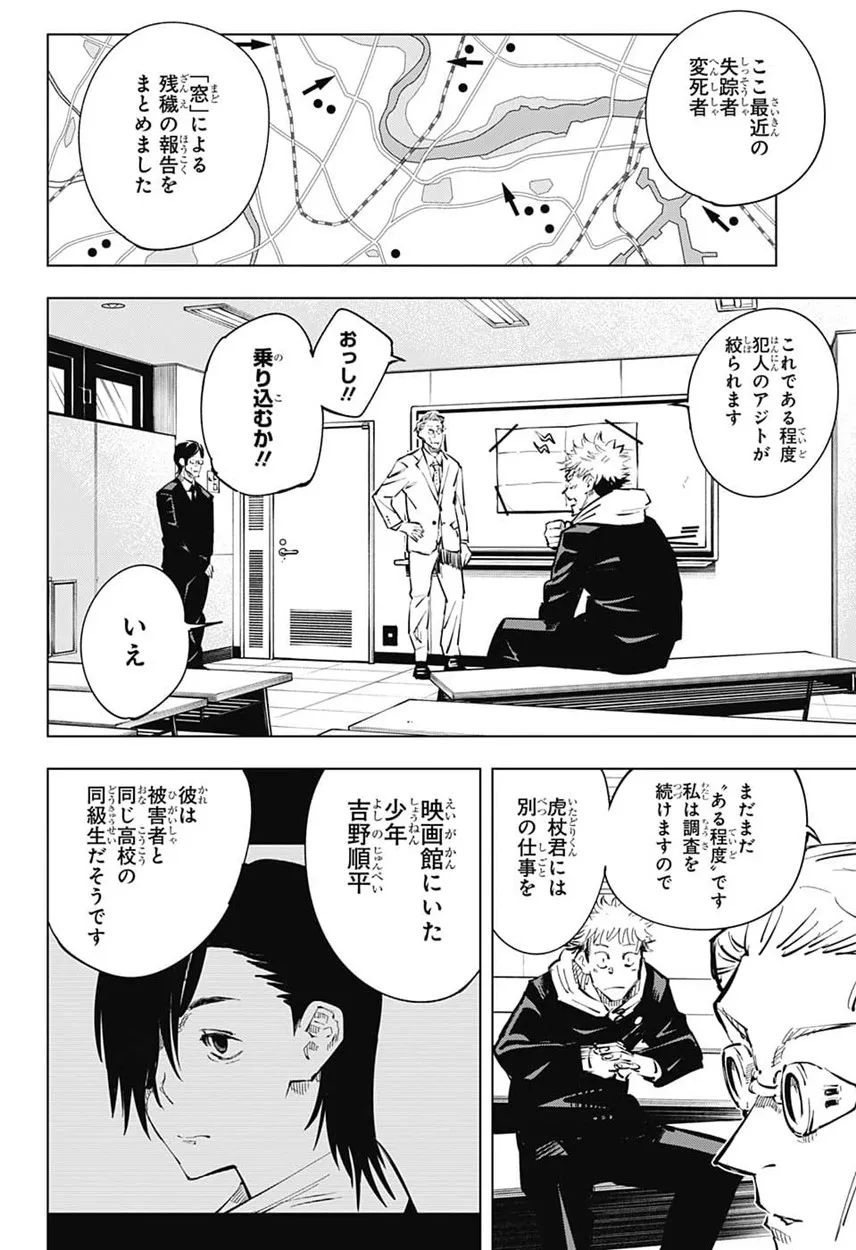 ここ最近の
失踪者
変死者
「窓」による
残穢の報告を
まとめました
これである程度
犯人のアジトが
絞られます
おっし!!
乗り込むか!!
いえ
まだまだ
〝ある程度〟です
私は調査を
続けますので
虎杖君には
別の仕事を
映画館にいた
少年
吉野順平
彼は
被害者と
同じ高校の
同級生だそうです